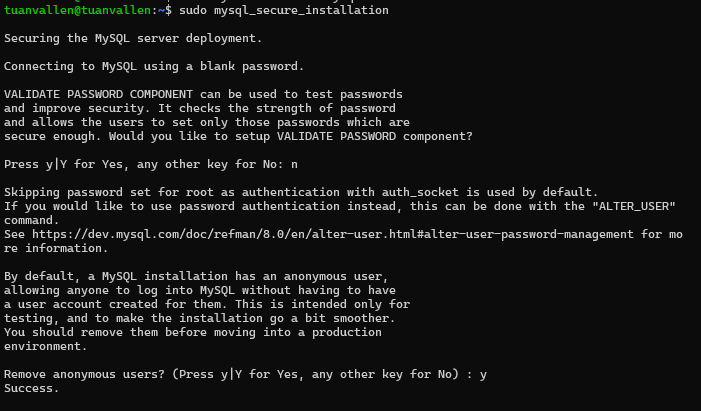 tuanvallen@tuanvallen:~$ sudo mysql_secure_installation
Securing the MySQL server deployment.
Connecting to MySQL using a blank password.
VALIDATE PASSWORD COMPONENT can be used to test passwords
and improve security. It checks the strength of password
and allows the users to set only those passwords which are
secure enough. Would you like to setup VALIDATE PASSWORD component?
Press y|Y for Yes, any other key for No: n
Skipping password set for root as authentication with auth_socket is used by default.
If you would like to use password authentication instead, this can be done with the "ALTER_USER"
command.
See https://dev.mysql.com/doc/refman/8.0/en/alter-user.html#alter-user-password-management for mo
re information.
By default, a MySQL installation has an anonymous user,
allowing anyone to log into MySQL without having to have
a user account created for them. This is intended only for
testing, and to make the installation go a bit smoother.
You should remove them before moving into a production
environment.
Remove anonymous users? (Press y|Y for Yes, any other key for No) : y
Success.